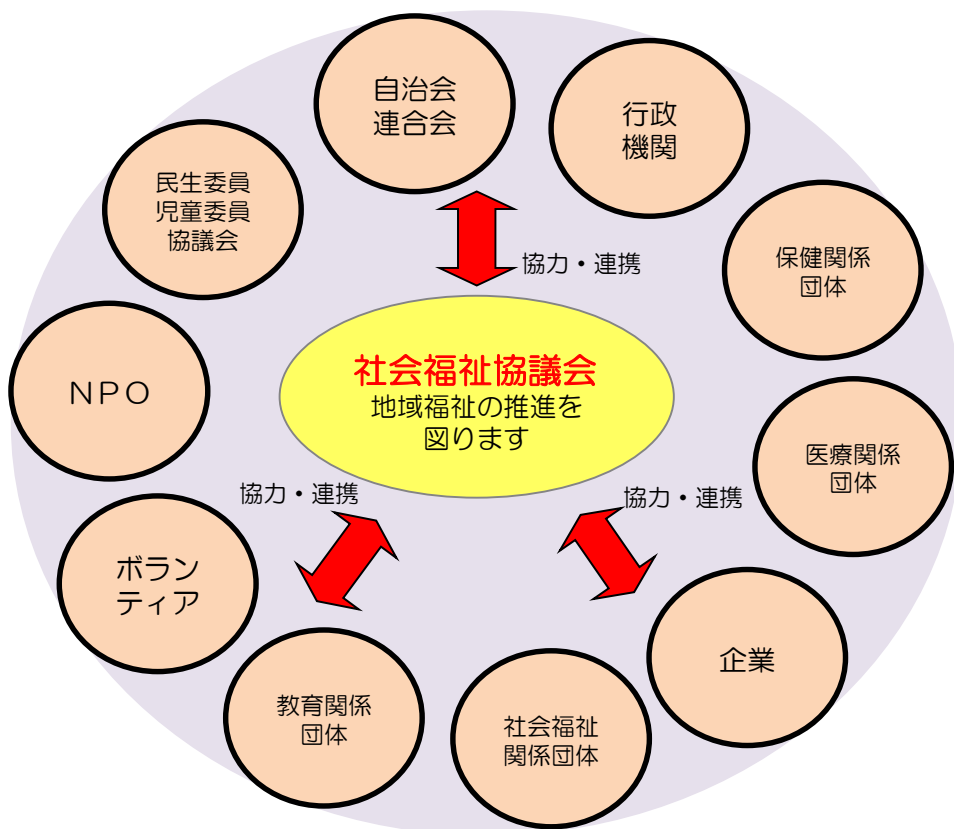 自治会
連合会
行政
機関
民生委員
児童委員
協議会
保健関係
団体
協力・連携
社会福祉協議会
地域福祉の推進を
図ります
ＮＰＯ
医療関係
団体
協力・連携
協力・連携
ボラン
ティア
企業
教育関係
団体
社会福祉
関係団体